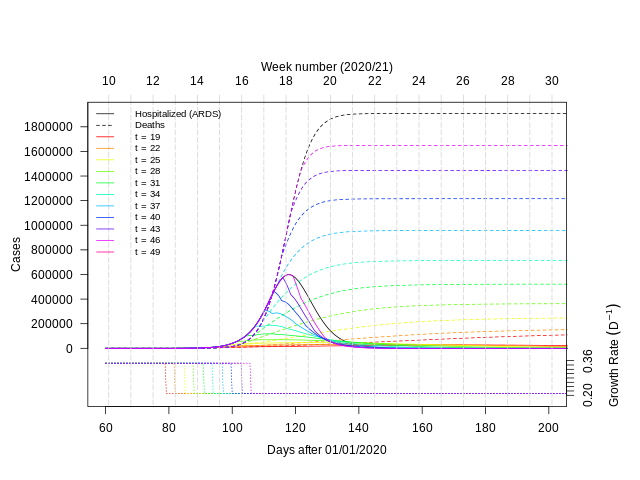 Week number (2020/21)
10 12 14 16 18 20 22 24 26 28 30
Hospitalized (ARDS)
Deaths
t = 19
t = 22
t = 25
t = 28
t = 31
t = 34
t = 37
t = 40
t = 43
t = 46
t = 49
Cases
1800000
1600000
1400000
1200000
1000000
800000
600000
400000
200000
0
0.36
0.20
Growth Rate (D⁻¹)
60 80 100 120 140 160 180 200
Days after 01/01/2020